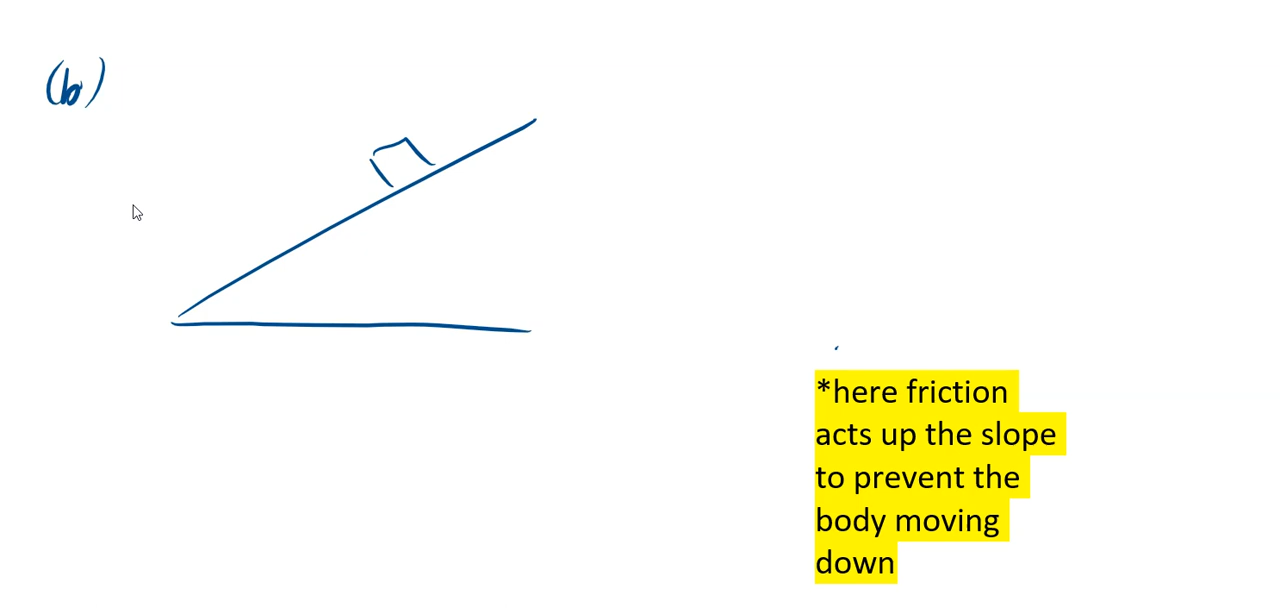 (b)
*here friction
acts up the slope
to prevent the
body moving
down